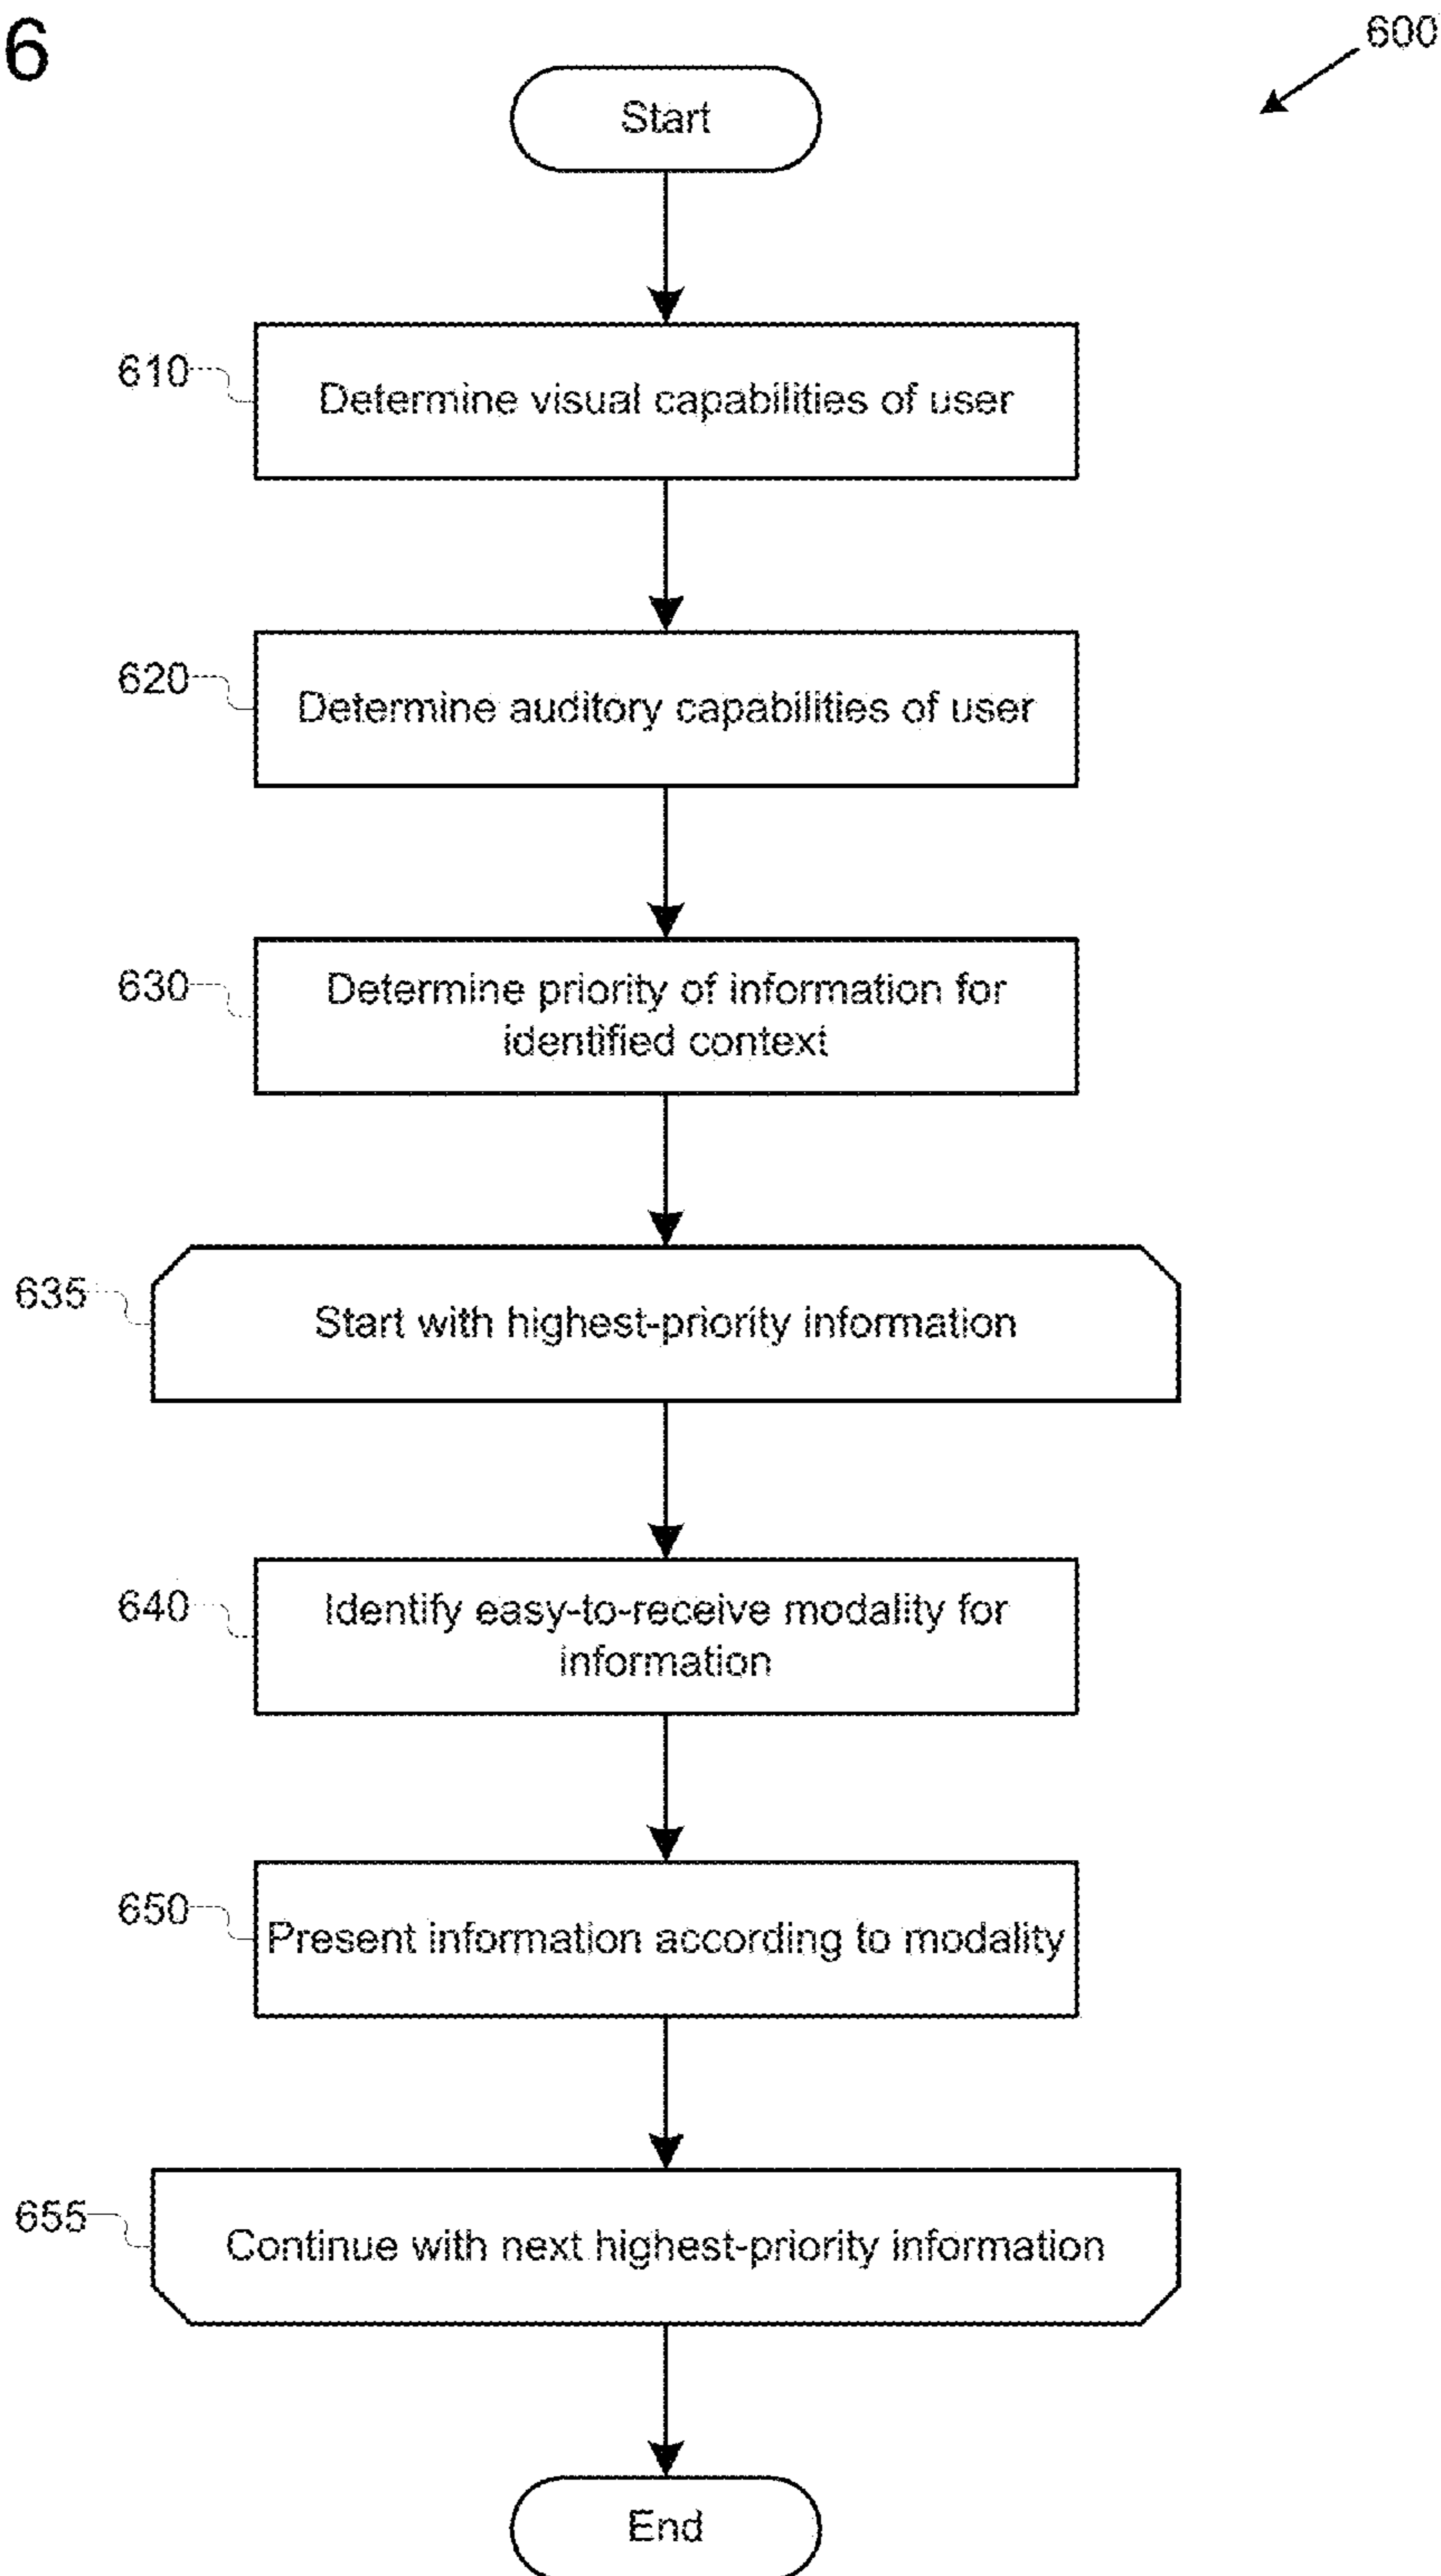 6
600
Start
610
Determine visual capabilities of user
620
Determine auditory capabilities of user
630
Determine priority of information for
identified context
635
Start with highest-priority information
640
Identify easy-to-receive modality for
information
650
Present information according to modality
655
Continue with next highest-priority information
End